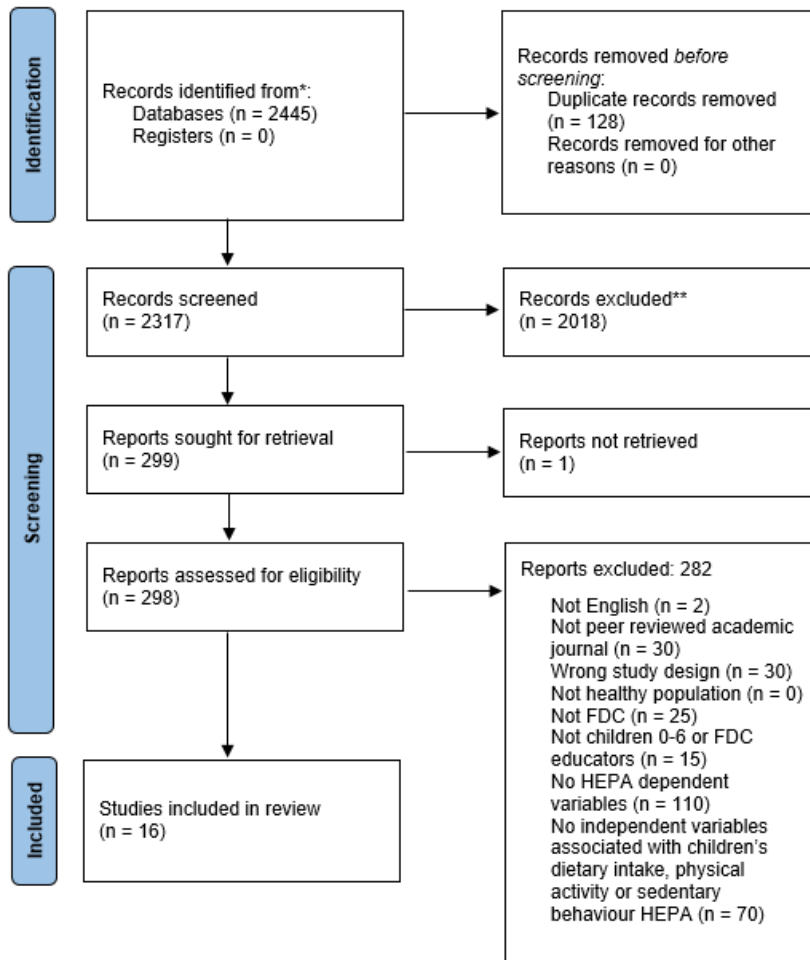 Identification
Records identified from*:
Databases (n = 2445)
Registers (n = 0)
Records removed before
screening:
Duplicate records removed
(n = 128)
Records removed for other
reasons (n = 0)
Screening
Records screened
(n = 2317)
Records excluded**
(n = 2018)
Reports sought for retrieval
(n = 299)
Reports not retrieved
(n = 1)
Reports assessed for eligibility
(n = 298)
Reports excluded: 282
Not English (n = 2)
Not peer reviewed academic
journal (n = 30)
Wrong study design (n = 30)
Not healthy population (n = 0)
Not FDC (n = 25)
Not children 0-6 or FDC
educators (n = 15)
No HEPA dependent
variables (n = 110)
No independent variables
associated with children’s
dietary intake, physical
activity or sedentary
behaviour HEPA (n = 70)
Included
Studies included in review
(n = 16)